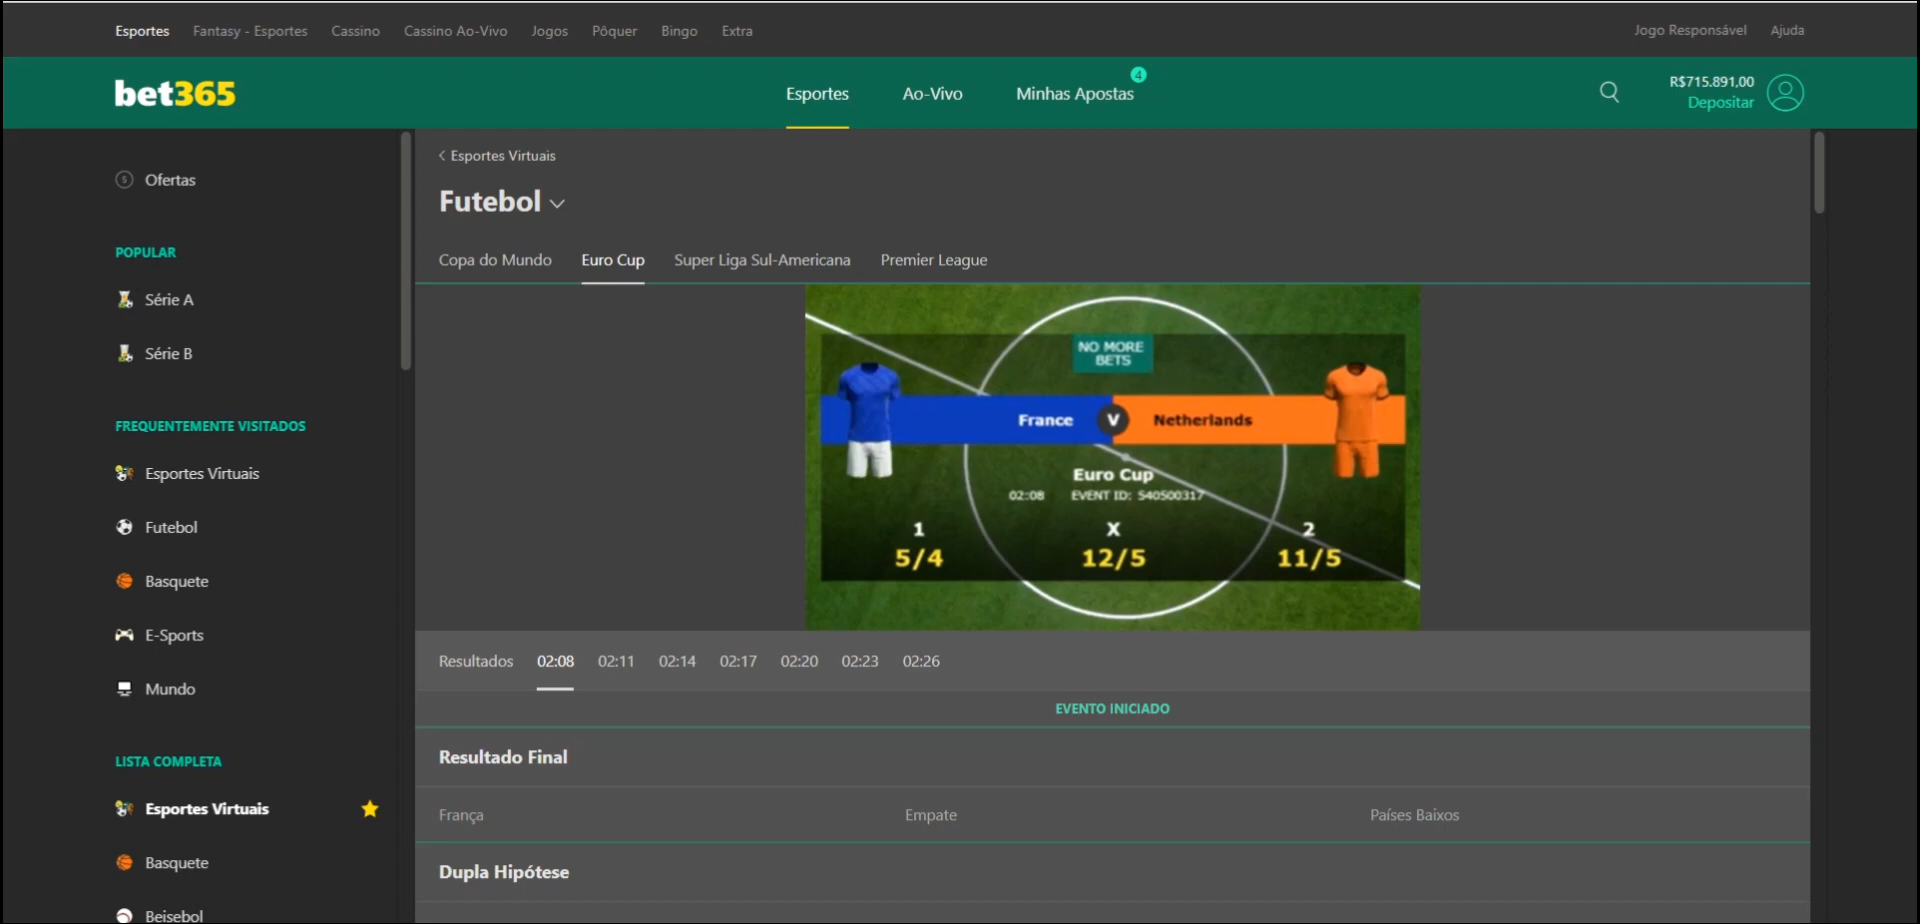 Esportes Fantasy - Esportes Cassino Cassino Ao-Vivo Jogos Pôquer Bingo Extra Jogo Responsável Ajuda
bet365 Esportes Ao-Vivo Minhas Apostas 4 R$715.891,00
Depositar
Ofertas
POPULAR
Série A
Série B
FREQUENTEMENTE VISITADOS
Esportes Virtuais
Futebol
Basquete
E-Sports
Mundo
LISTA COMPLETA
Esportes Virtuais
Basquete
Beisebol
Esportes Virtuais
Futebol
Copa do Mundo Euro Cup Super Liga Sul-Americana Premier League
NO MORE
BETS
France V Netherlands
Euro Cup
02:08 EVENT ID: 540500317
1 X 2
5/4 12/5 11/5
Resultados 02:08 02:11 02:14 02:17 02:20 02:23 02:26
EVENTO INICIADO
Resultado Final
França Empate Países Baixos
Dupla Hipótese